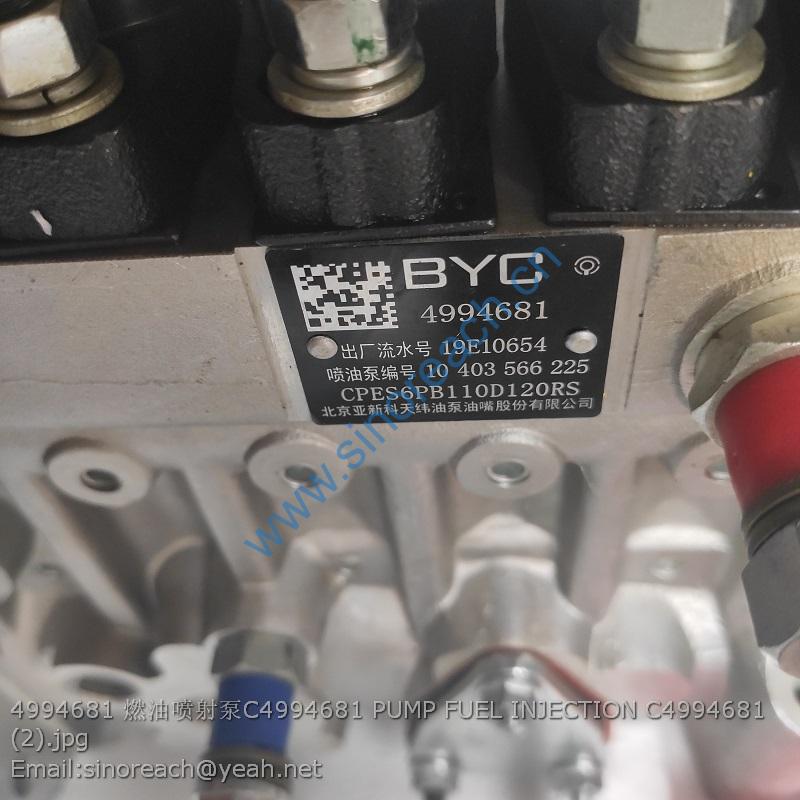 BYC
4994681
出厂流水号 19E10654
喷油泵编号 10 403 566 225
CPES6PB110D120RS
北京亚新科天纬油泵油嘴股份有限公司
www.sinoreach.cn
4994681 燃油喷射泵C4994681 PUMP FUEL INJECTION C4994681
(2).jpg
Email:sinoreach@yeah.net